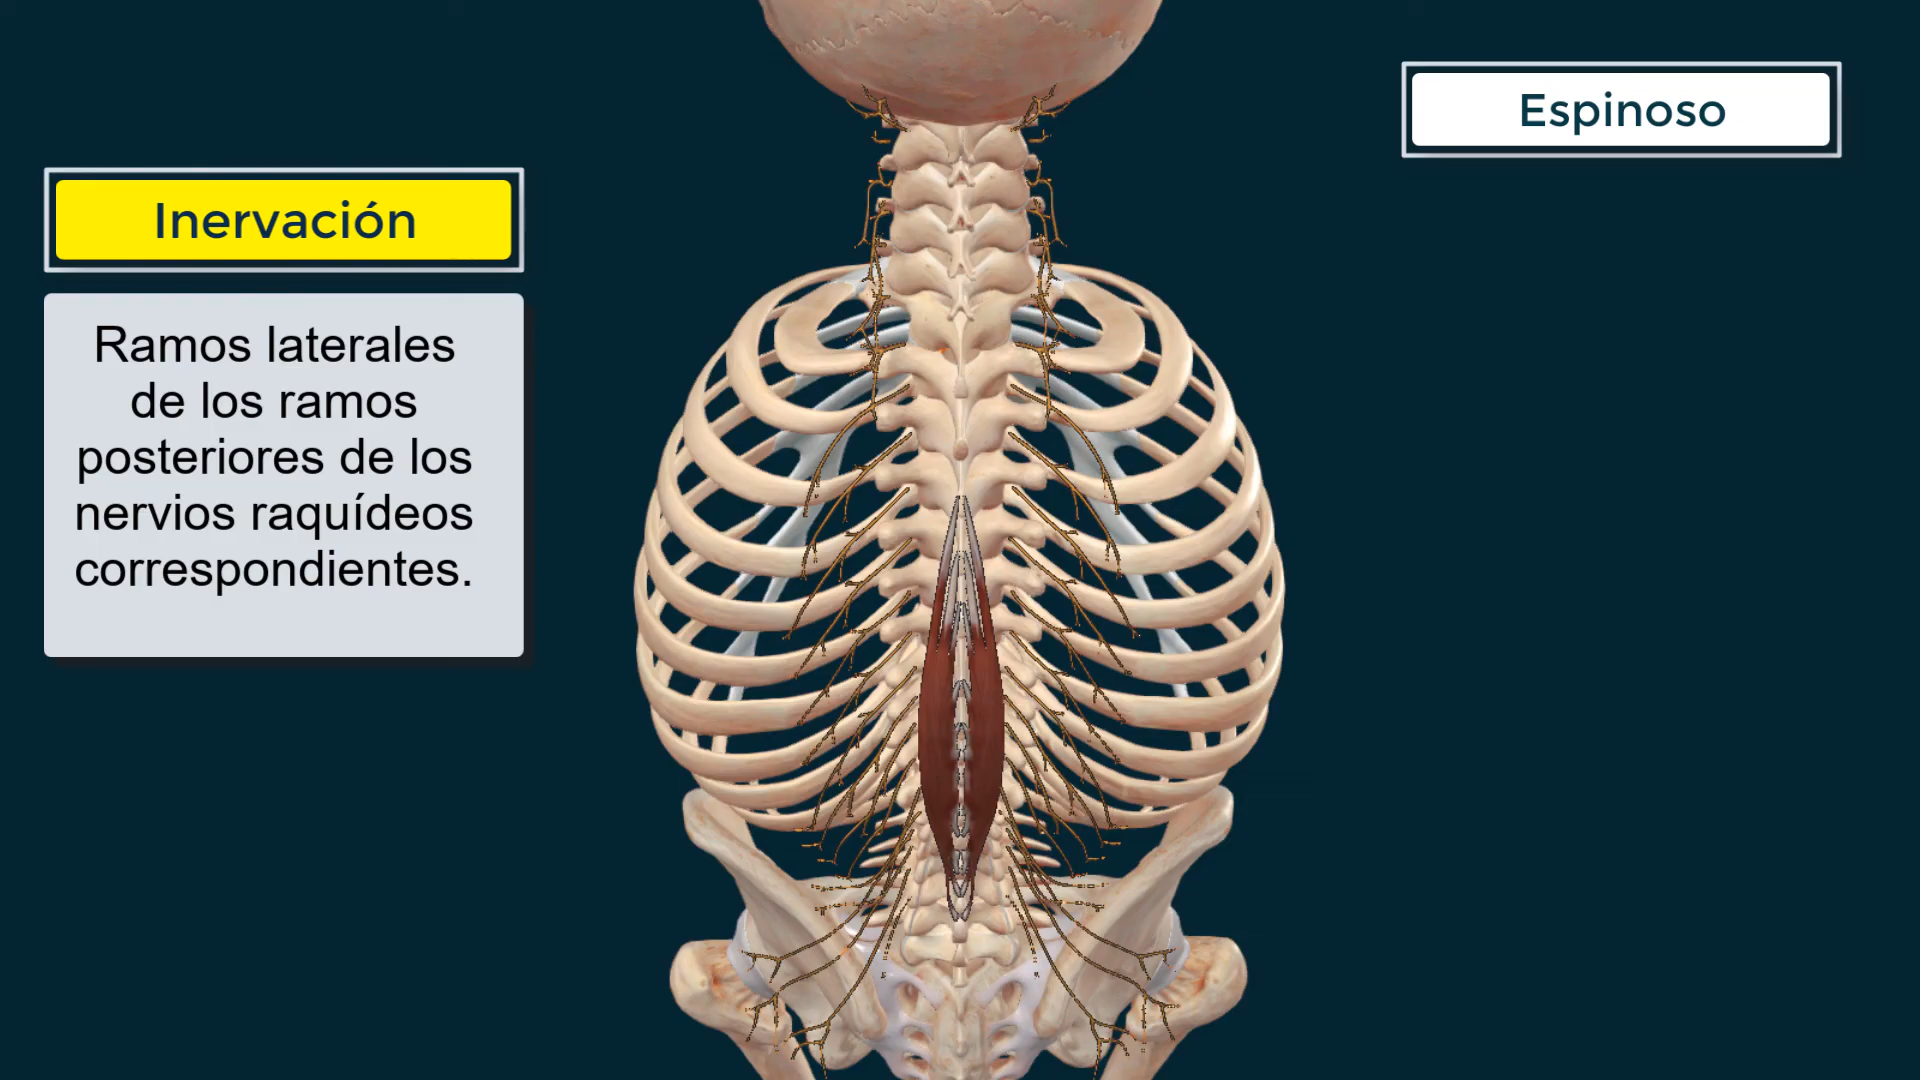 Espinoso
Inervación
Ramos laterales
de los ramos
posteriores de los
nervios raquídeos
correspondientes.